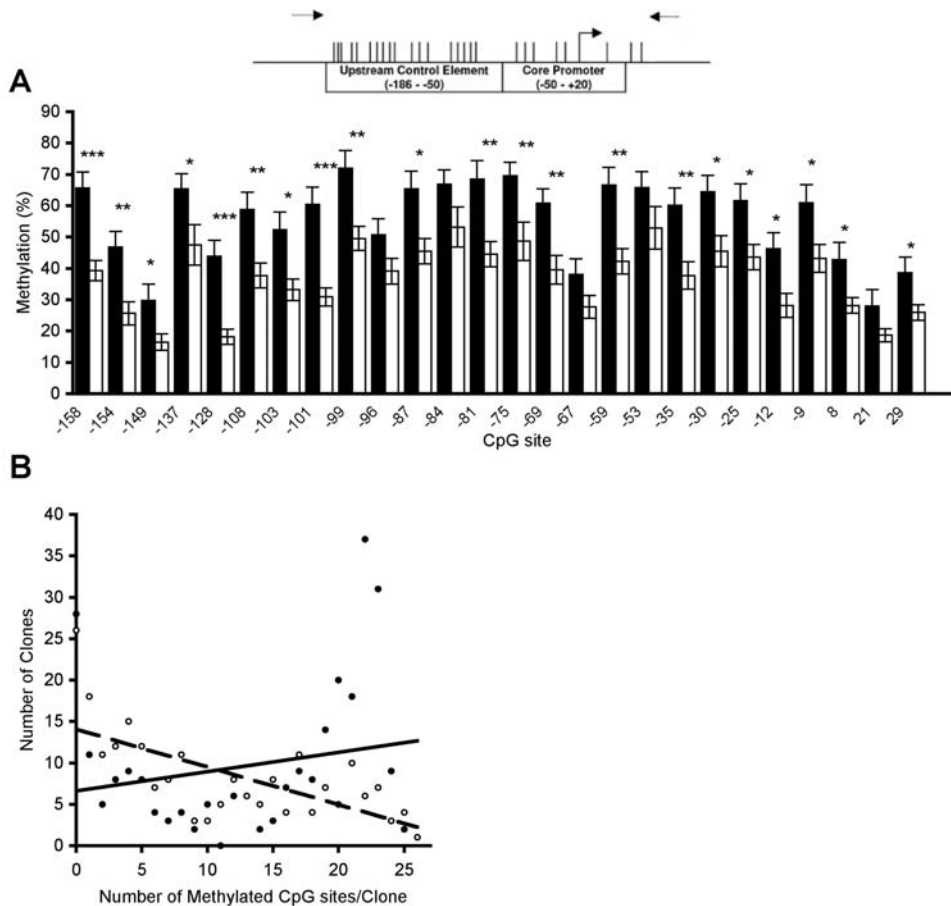 Upstream Control Element
(-186 - -50)
Core Promoter
(-50 - +20)
A
Methylation (%)
90
80
70
60
50
40
30
20
10
0
*** ** * * *** ** * *** ** * ** ** ** ** ** * * * * * *
-158 -154 -149 -137 -128 -108 -103 -101 -99 -96 -87 -84 -81 -75 -69 -67 -59 -53 -35 -30 -25 -12 -9 8 21 29
CpG site
B
Number of Clones
40
35
30
25
20
15
10
5
0
0 5 10 15 20 25
Number of Methylated CpG sites/Clone